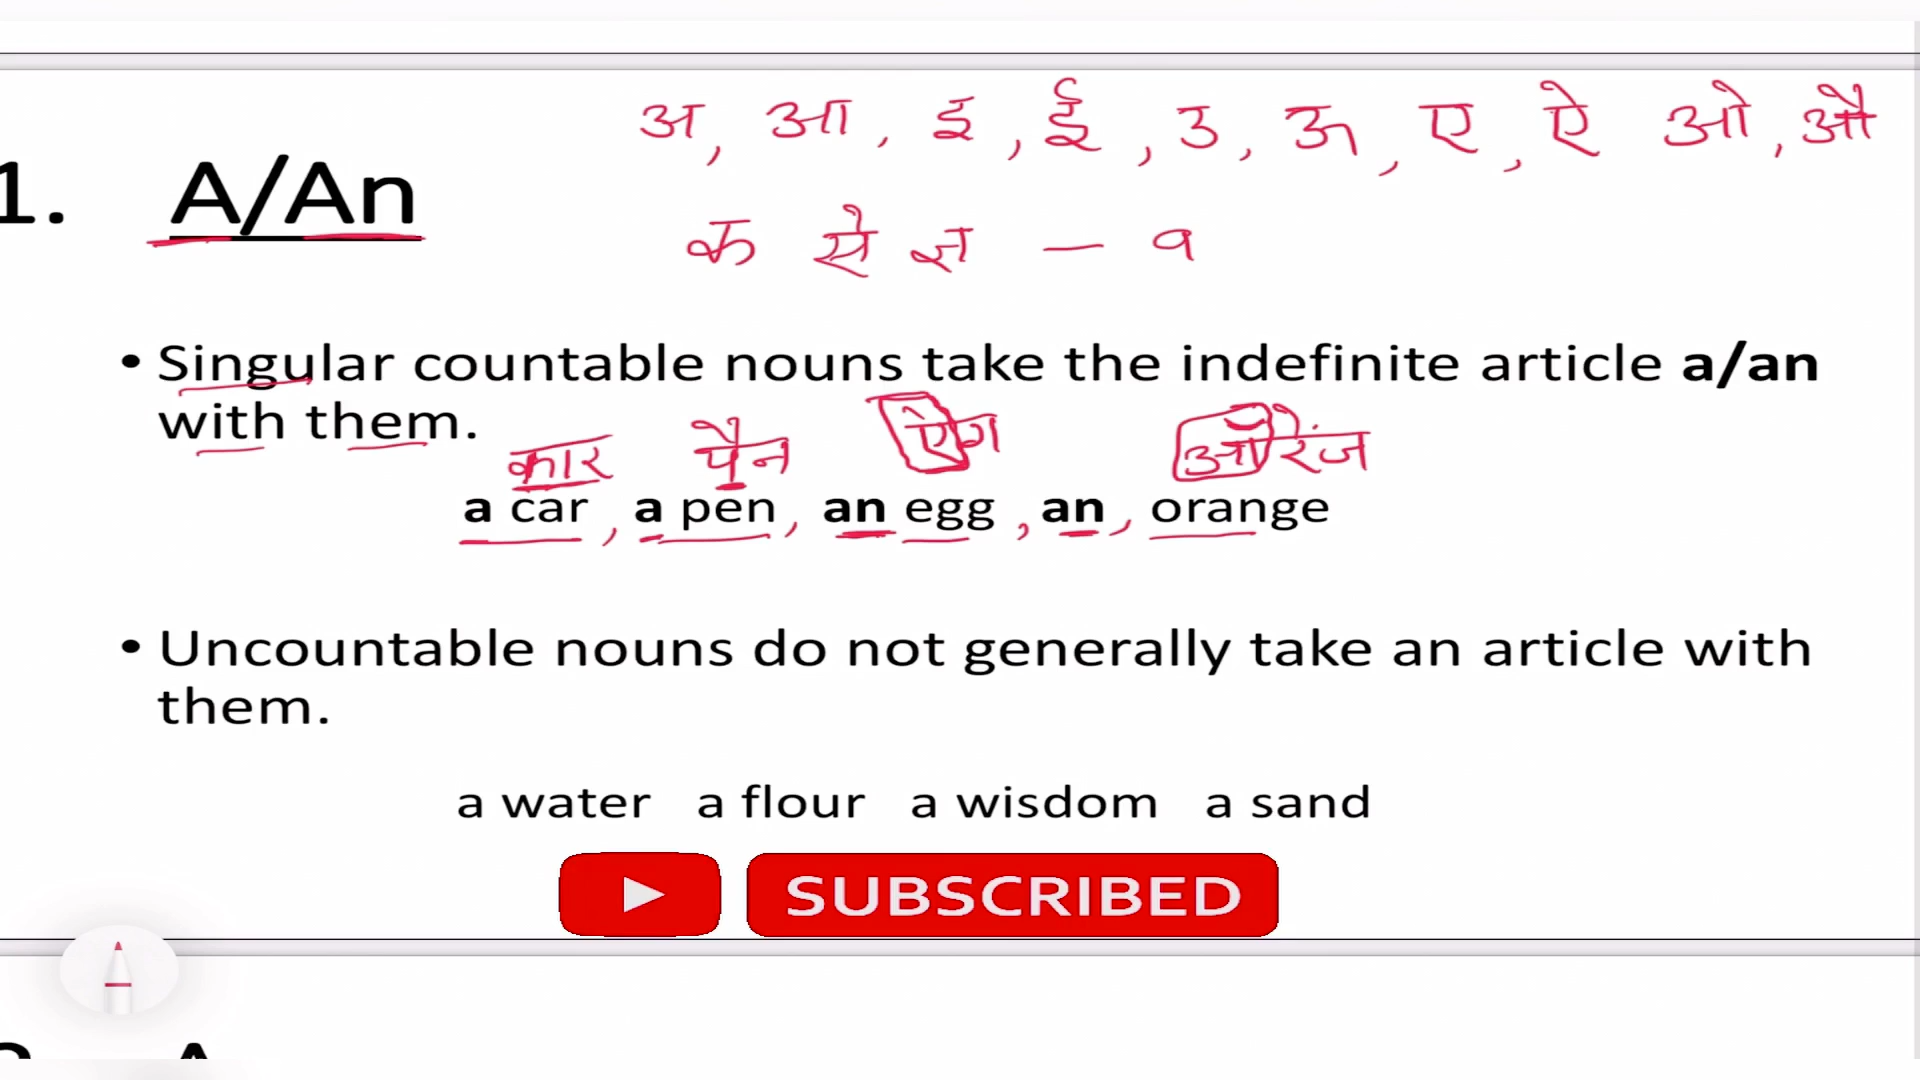 अ, आ, इ, ई, उ, ऊ, ए, ऐ ओ, औ
1. A/An
क से ज्ञ – a
• Singular countable nouns take the indefinite article a/an
with them.
कार पैन ऐग ऑरेंज
a car, a pen, an egg, an, orange
• Uncountable nouns do not generally take an article with
them.
a water a flour a wisdom a sand
SUBSCRIBED